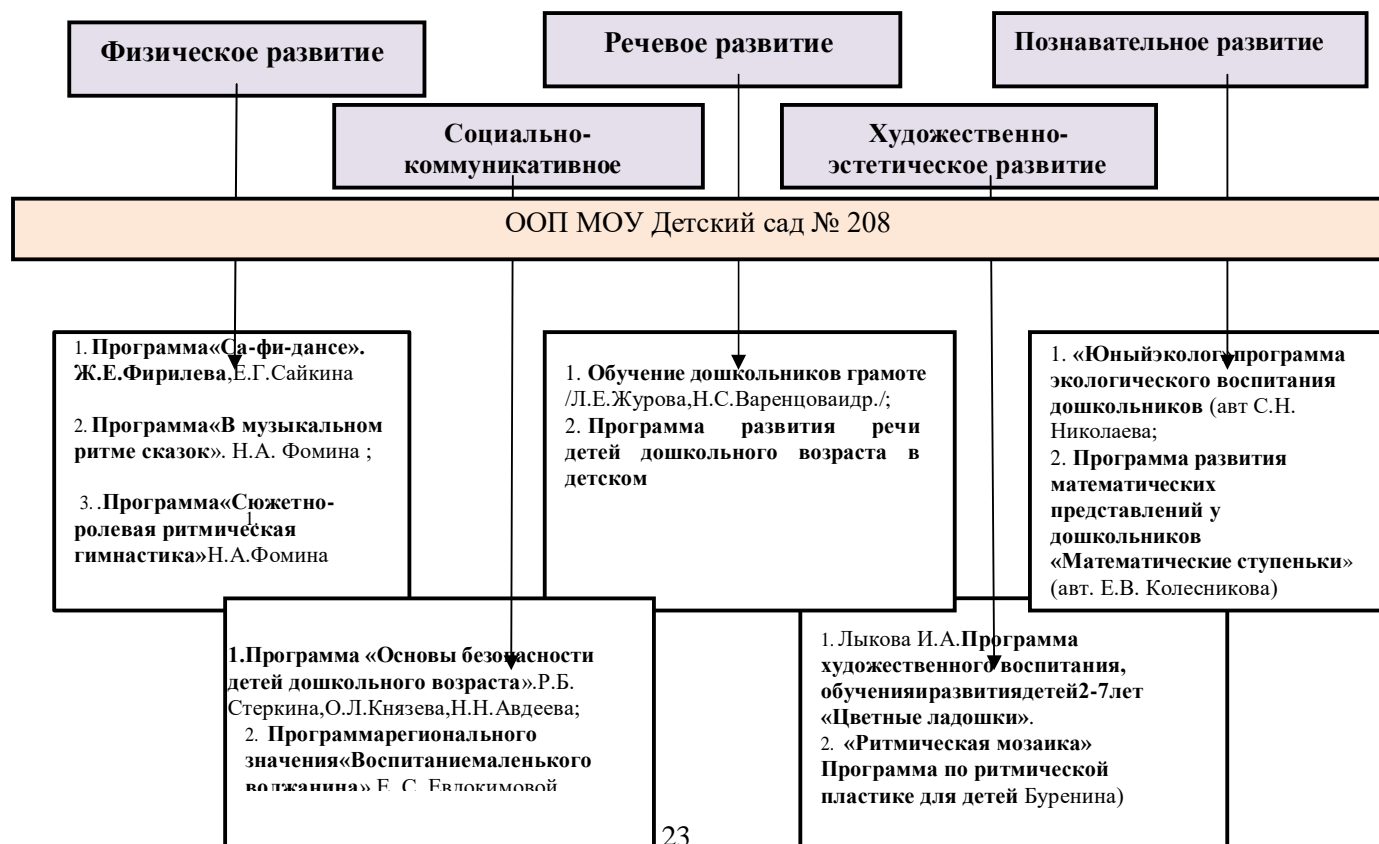 Физическое развитие
Речевое развитие
Познавательное развитие
Социально-
коммуникативное
Художественно-
эстетическое развитие
ООП МОУ Детский сад № 208
1. Программа«Са-фи-дансе».
Ж.Е.Фирилева,Е.Г.Сайкина
2. Программа«В музыкальном
ритме сказок». Н.А. Фомина ;
3. .Программа«Сюжетно-
ролевая ритмическая
1.
гимнастика»Н.А.Фомина
1. Обучение дошкольников грамоте
/Л.Е.Журова,Н.С.Варенцоваидр./;
2. Программа развития речи
детей дошкольного возраста в
детском
1. «Юныйэколог»программа
экологического воспитания
дошкольников (авт С.Н.
Николаева;
2. Программа развития
математических
представлений у
дошкольников
«Математические ступеньки»
(авт. Е.В. Колесникова)
1.Программа «Основы безопасности
детей дошкольного возраста».Р.Б.
Стеркина,О.Л.Князева,Н.Н.Авдеева;
2. Программарегионального
значения«Воспитаниемаленького
волжанина» Е. С. Евдокимовой
1. Лыкова И.А.Программа
художественного воспитания,
обученияиразвитиядетей2-7лет
«Цветные ладошки».
2. «Ритмическая мозаика»
Программа по ритмической
пластике для детей Буренина)
23